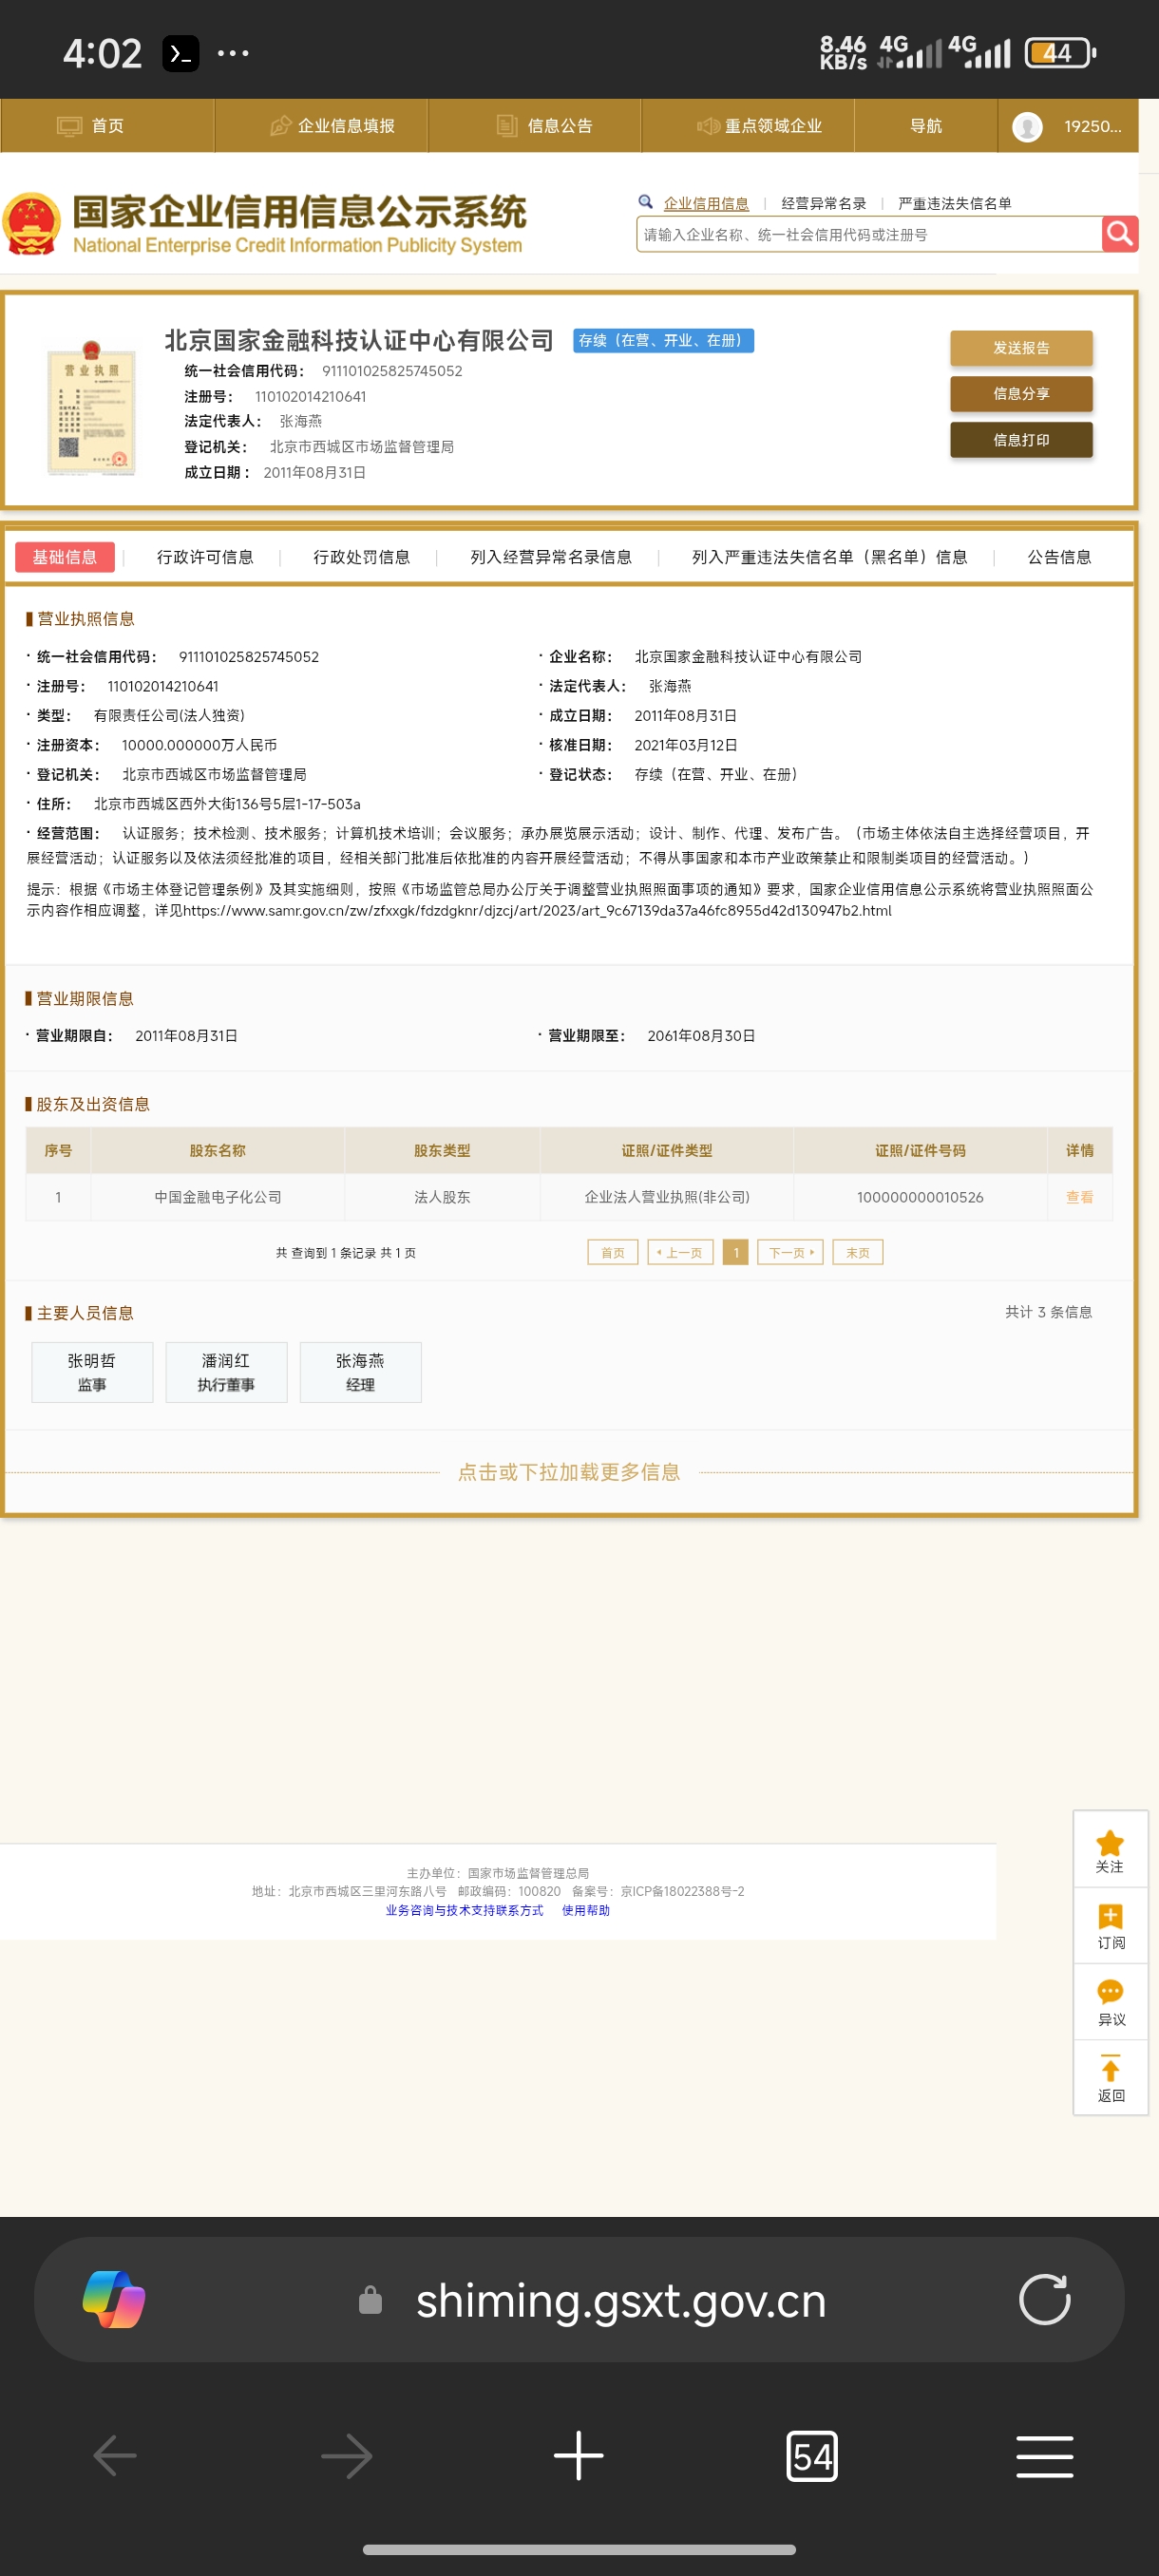 4:02
8.46 KB/s 4G 4G 44
首页 企业信息填报 信息公告 重点领域企业 导航 19250...
国家企业信用信息公示系统
National Enterprise Credit Information Publicity System
企业信用信息 | 经营异常名录 | 严重违法失信名单
请输入企业名称、统一社会信用代码或注册号
营业执照
北京国家金融科技认证中心有限公司 存续（在营、开业、在册）
统一社会信用代码： 911101025825745052
注册号： 110102014210641
法定代表人： 张海燕
登记机关： 北京市西城区市场监督管理局
成立日期： 2011年08月31日
发送报告
信息分享
信息打印
基础信息 | 行政许可信息 | 行政处罚信息 | 列入经营异常名录信息 | 列入严重违法失信名单（黑名单）信息 | 公告信息
营业执照信息
· 统一社会信用代码： 911101025825745052 · 企业名称： 北京国家金融科技认证中心有限公司
· 注册号： 110102014210641 · 法定代表人： 张海燕
· 类型： 有限责任公司(法人独资) · 成立日期： 2011年08月31日
· 注册资本： 10000.000000万人民币 · 核准日期： 2021年03月12日
· 登记机关： 北京市西城区市场监督管理局 · 登记状态： 存续（在营、开业、在册）
· 住所： 北京市西城区西外大街136号5层1-17-503a
· 经营范围： 认证服务；技术检测、技术服务；计算机技术培训；会议服务；承办展览展示活动；设计、制作、代理、发布广告。（市场主体依法自主选择经营项目，开
展经营活动；认证服务以及依法须经批准的项目，经相关部门批准后依批准的内容开展经营活动；不得从事国家和本市产业政策禁止和限制类项目的经营活动。）
提示：根据《市场主体登记管理条例》及其实施细则，按照《市场监管总局办公厅关于调整营业执照照面事项的通知》要求，国家企业信用信息公示系统将营业执照照面公
示内容作相应调整，详见https://www.samr.gov.cn/zw/zfxxgk/fdzdgknr/djzcj/art/2023/art_9c67139da37a46fc8955d42d130947b2.html
营业期限信息
· 营业期限自： 2011年08月31日 · 营业期限至： 2061年08月30日
股东及出资信息
序号 股东名称 股东类型 证照/证件类型 证照/证件号码 详情
1 中国金融电子化公司 法人股东 企业法人营业执照(非公司) 100000000010526 查看
共 查询到 1 条记录 共 1 页 首页 上一页 1 下一页 末页
主要人员信息 共计 3 条信息
张明哲 潘润红 张海燕
监事 执行董事 经理
点击或下拉加载更多信息
主办单位：国家市场监督管理总局
地址：北京市西城区三里河东路八号 邮政编码：100820 备案号：京ICP备18022388号-2
业务咨询与技术支持联系方式 使用帮助
关注
订阅
异议
返回
shiming.gsxt.gov.cn
54